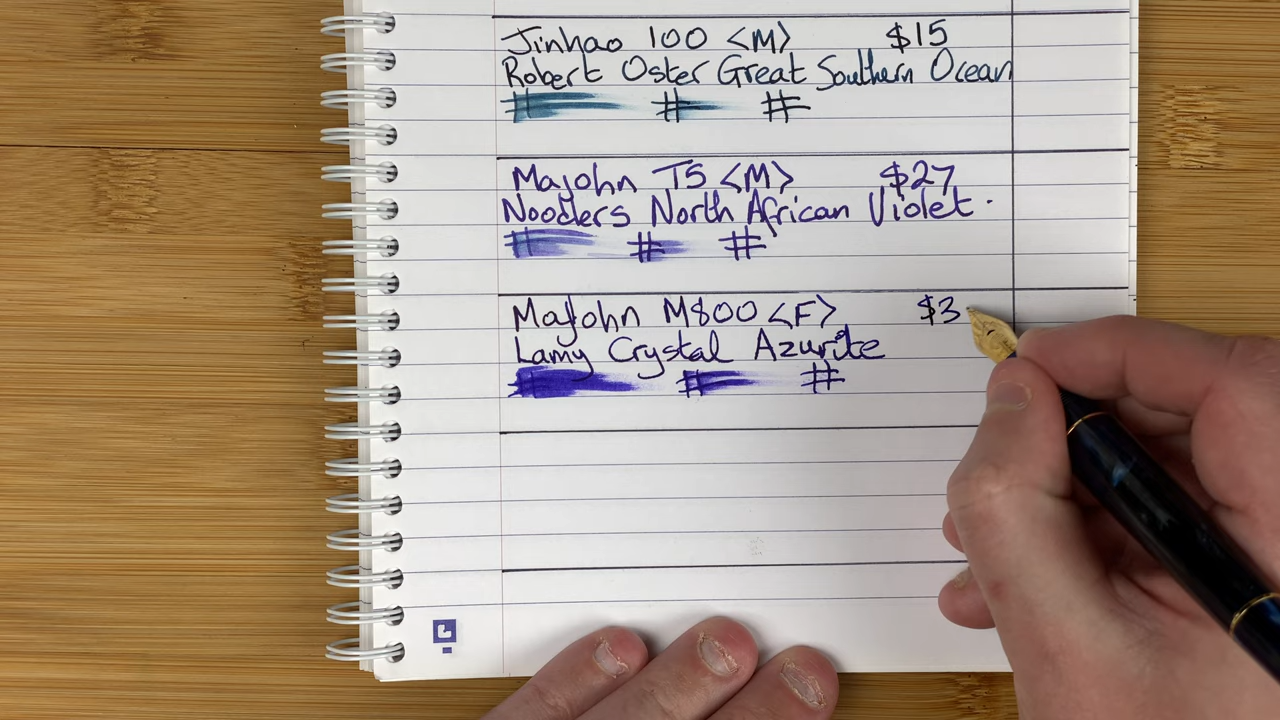 Jinhao 100 <M> $15
Robert Oster Great Southern Ocean
# # #
Majohn T5 <M> $27
Nooders North African Violet.
# # #
Majohn M800 <F> $3
Lamy Crystal Azurite
# # #